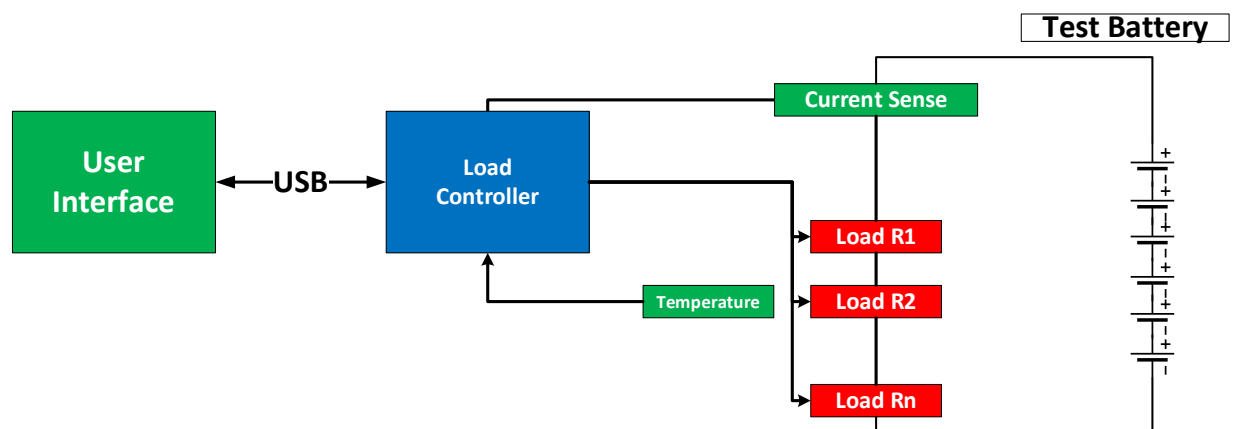 Test Battery
Current Sense
User
Interface
USB
Load
Controller
Load R1
Temperature
Load R2
Load Rn
+
-
+
-
+
-
+
-
+
-
+
-